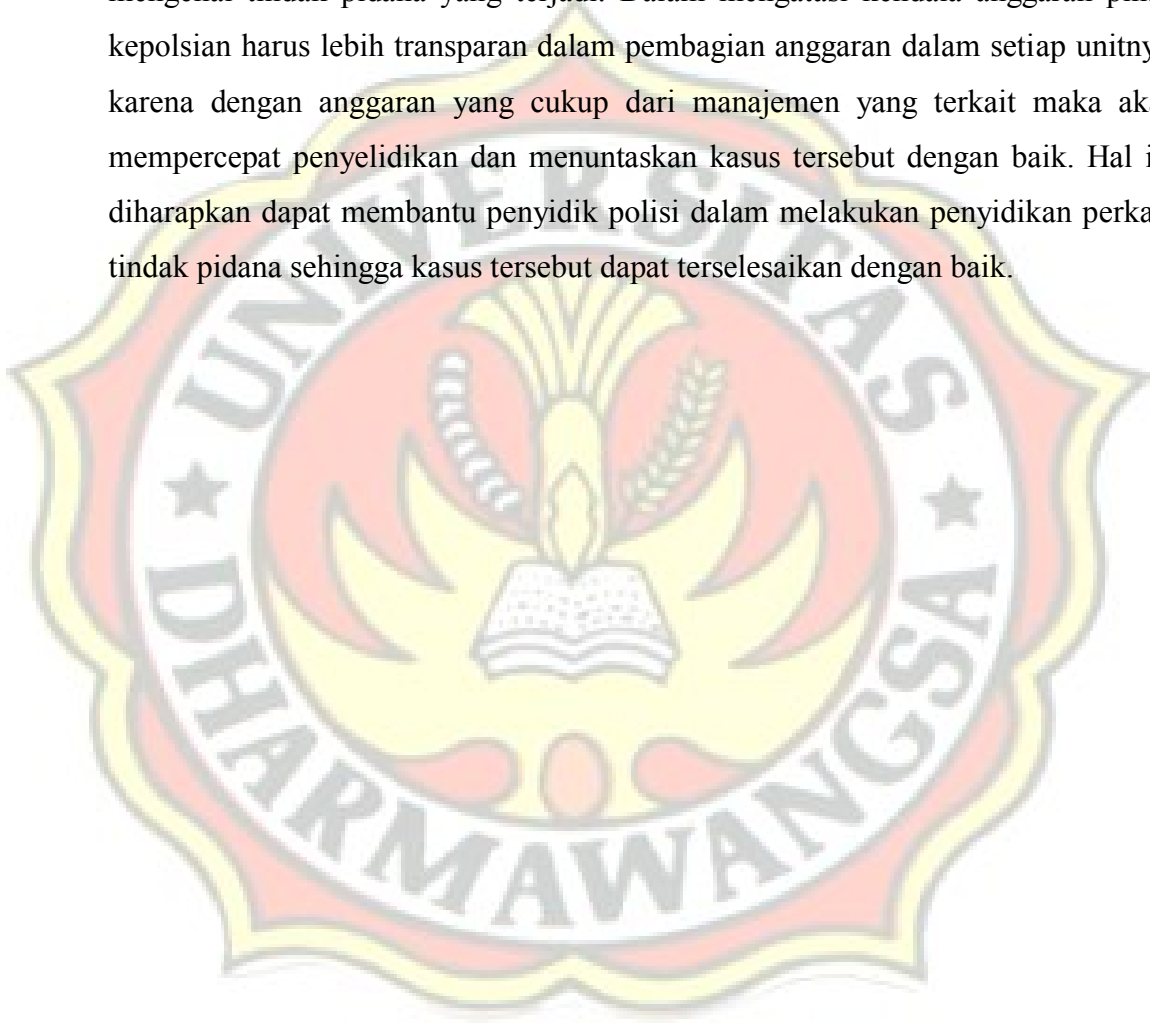 mengenai tindak pidana yang terjadi. Dalam mengatasi kendala anggaran
kepolsian harus lebih transparan dalam pembagian anggaran dalam setiap unitny
karena dengan anggaran yang cukup dari manajemen yang terkait maka aka
mempercepat penyelidikan dan menuntaskan kasus tersebut dengan baik. Hal i
diharapkan dapat membantu penyidik polisi dalam melakukan penyidikan perka
tindak pidana sehingga kasus tersebut dapat terselesaikan dengan baik.
UNIVERSITAS
DHARMAWANGSA